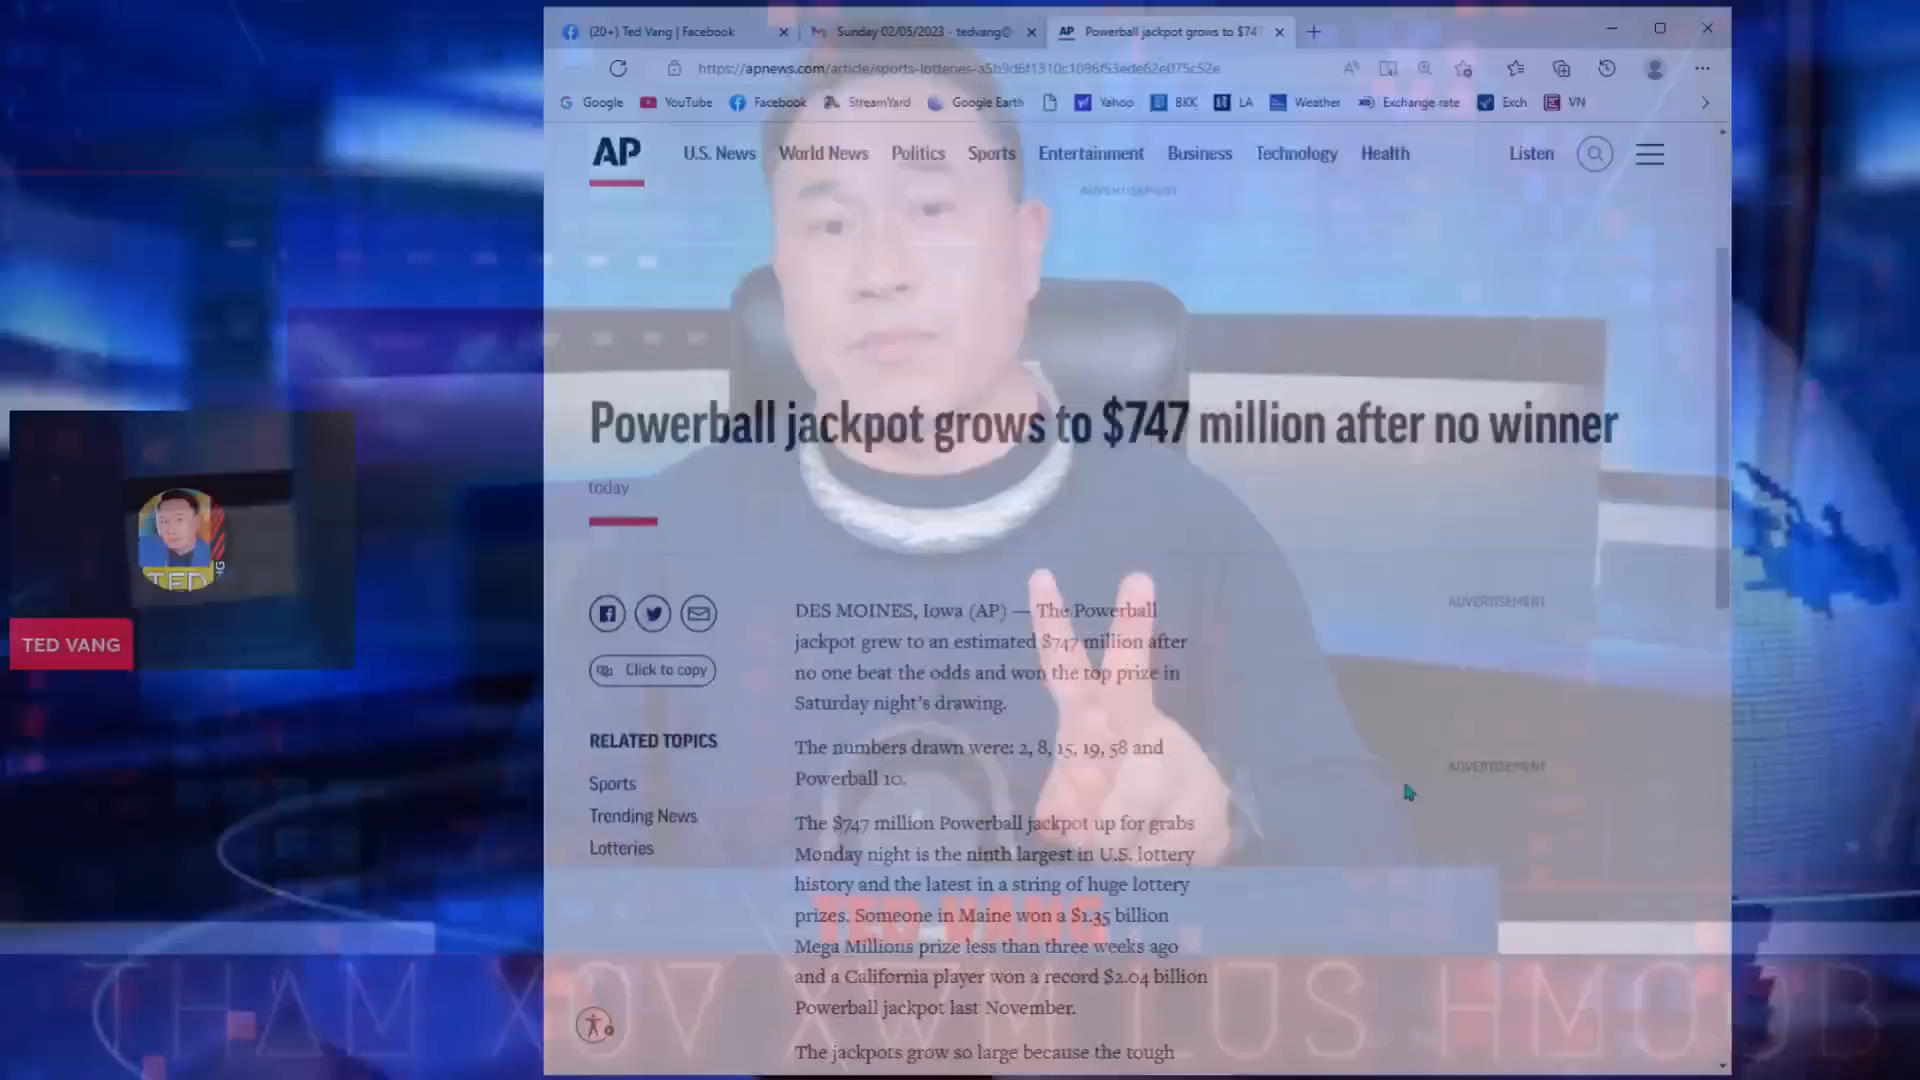 (20+) Ted Vang | Facebook
Sunday 02/05/2023 - tedvang@
AP Powerball jackpot grows to $747
https://apnews.com/article/sports-lotteries-a5b9d6f1310c1096f53ede62e075c52e
Google YouTube Facebook StreamYard Google Earth Yahoo BKK LA Weather Exchange rate Exch VN
AP U.S. News World News Politics Sports Entertainment Business Technology Health Listen
ADVERTISEMENT
Powerball jackpot grows to $747 million after no winner
today
TED
TED VANG
ADVERTISEMENT
DES MOINES, Iowa (AP) — The Powerball
jackpot grew to an estimated $747 million after
no one beat the odds and won the top prize in
Saturday night's drawing.
Click to copy
The numbers drawn were: 2, 8, 15, 19, 58 and
Powerball 10.
RELATED TOPICS
Sports
Trending News
Lotteries
ADVERTISEMENT
The $747 million Powerball jackpot up for grabs
Monday night is the ninth largest in U.S. lottery
history and the latest in a string of huge lottery
prizes. Someone in Maine won a $1.35 billion
Mega Millions prize less than three weeks ago
and a California player won a record $2.04 billion
Powerball jackpot last November.
The jackpots grow so large because the tough
TED VANG
THAM XOV XWM LUS HMOOB